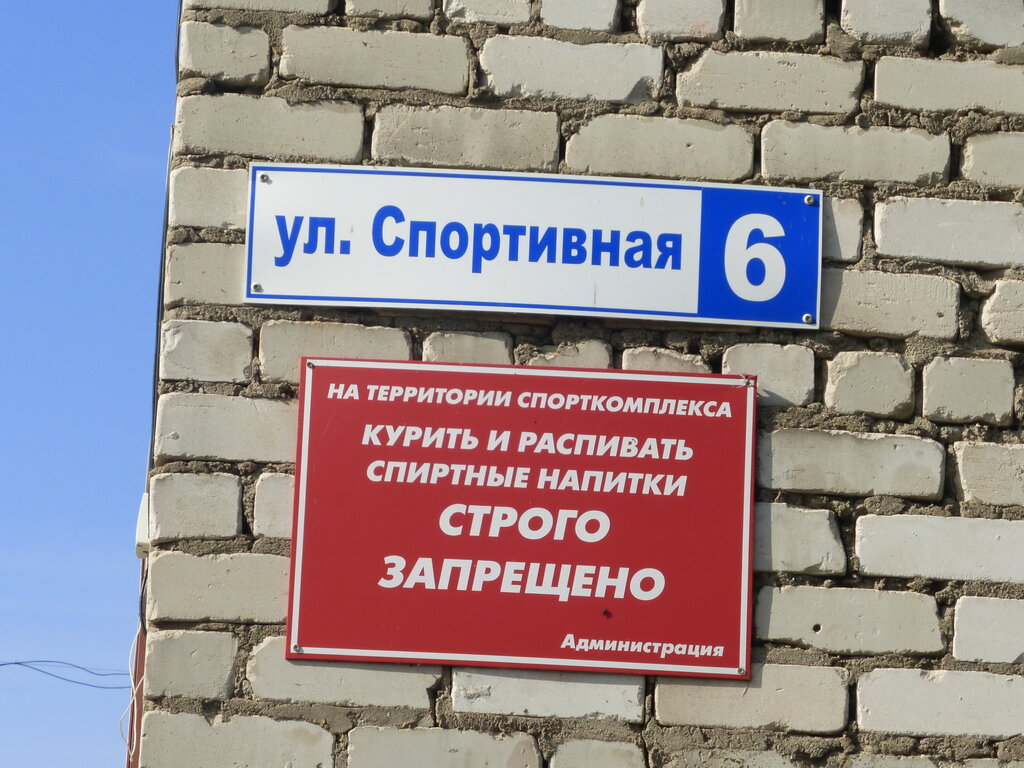 ул. Спортивная 6
НА ТЕРРИТОРИИ СПОРТКОМПЛЕКСА
КУРИТЬ И РАСПИВАТЬ
СПИРТНЫЕ НАПИТКИ
СТРОГО
ЗАПРЕЩЕНО
Администрация